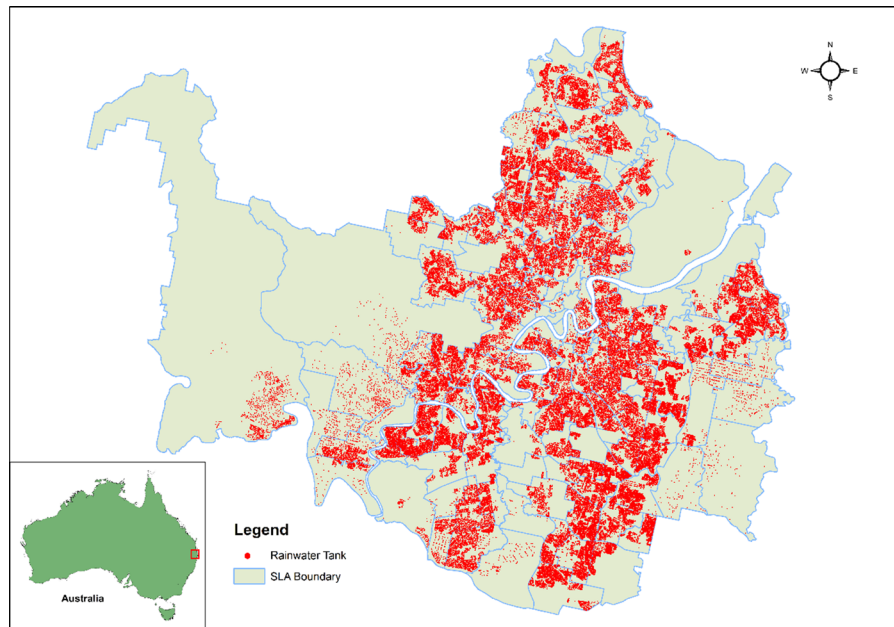 N
W E
S
Legend
Rainwater Tank
SLA Boundary
Australia